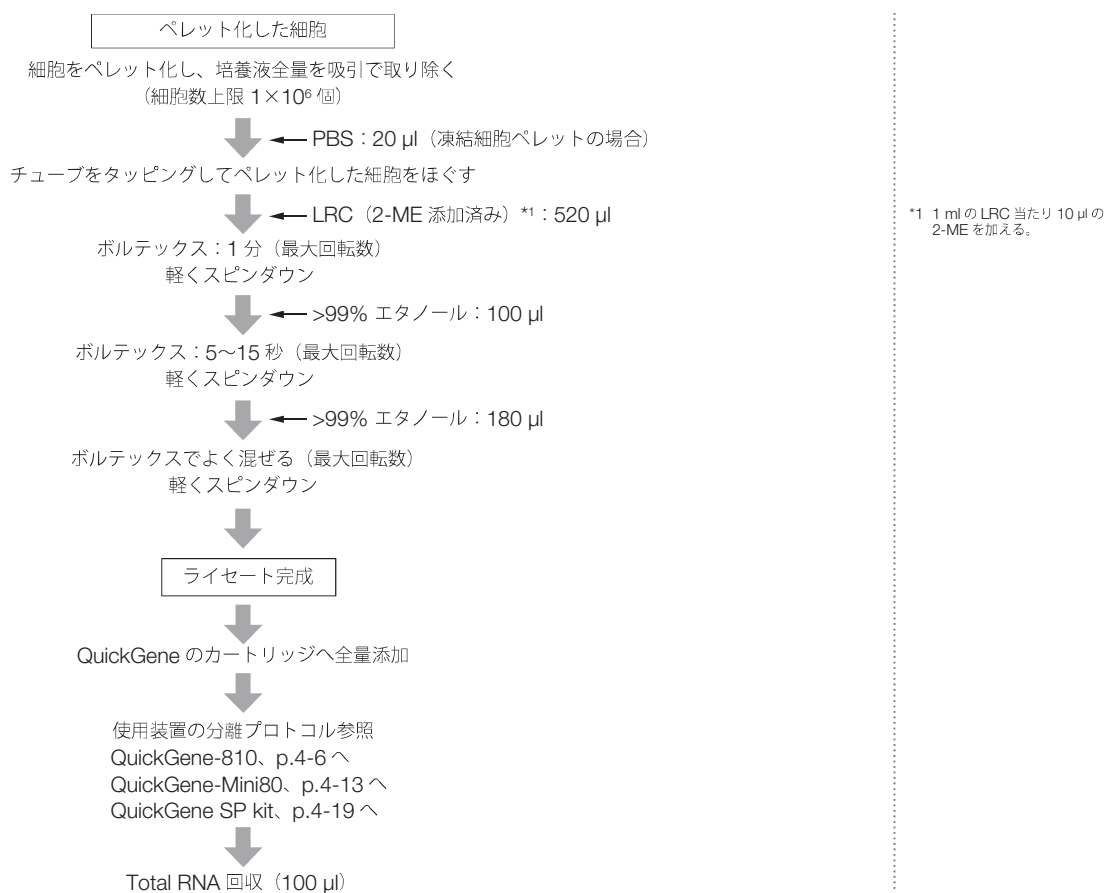 ペレット化した細胞
細胞をペレット化し、培養液全量を吸引で取り除く
（細胞数上限 1×10⁶ 個）
PBS：20 µl（凍結細胞ペレットの場合）
チューブをタッピングしてペレット化した細胞をほぐす
LRC（2-ME 添加済み）*1：520 µl
ボルテックス：1 分（最大回転数）
軽くスピンダウン
>99% エタノール：100 µl
ボルテックス：5〜15 秒（最大回転数）
軽くスピンダウン
>99% エタノール：180 µl
ボルテックスでよく混ぜる（最大回転数）
軽くスピンダウン
ライセート完成
QuickGene のカートリッジへ全量添加
使用装置の分離プロトコル参照
QuickGene-810、p.4-6 へ
QuickGene-Mini80、p.4-13 へ
QuickGene SP kit、p.4-19 へ
Total RNA 回収（100 µl）
*1 1 ml の LRC 当たり 10 µl の
2-ME を加える。